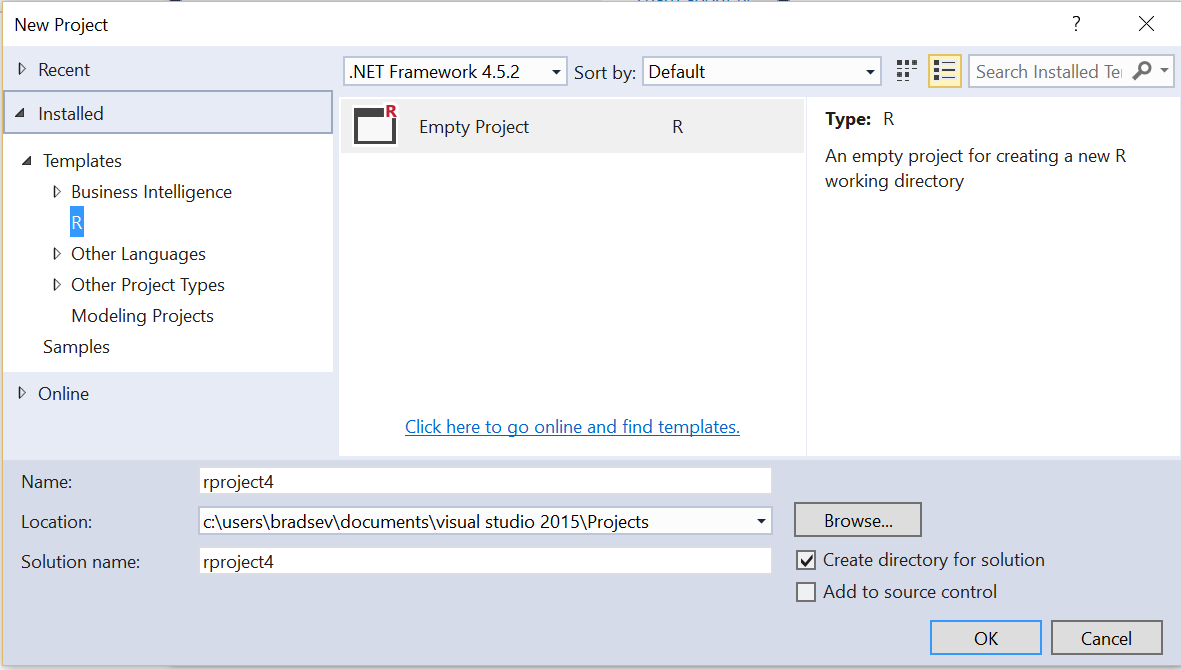 New Project
?
Recent
.NET Framework 4.5.2
Sort by:
Default
Search Installed Te
Installed
Templates
Business Intelligence
R
Other Languages
Other Project Types
Modeling Projects
Samples
Online
R
Empty Project
R
Click here to go online and find templates.
Type: R
An empty project for creating a new R
working directory
Name:
rproject4
Location:
c:\users\bradsev\documents\visual studio 2015\Projects
Browse...
Solution name:
rproject4
Create directory for solution
Add to source control
OK
Cancel